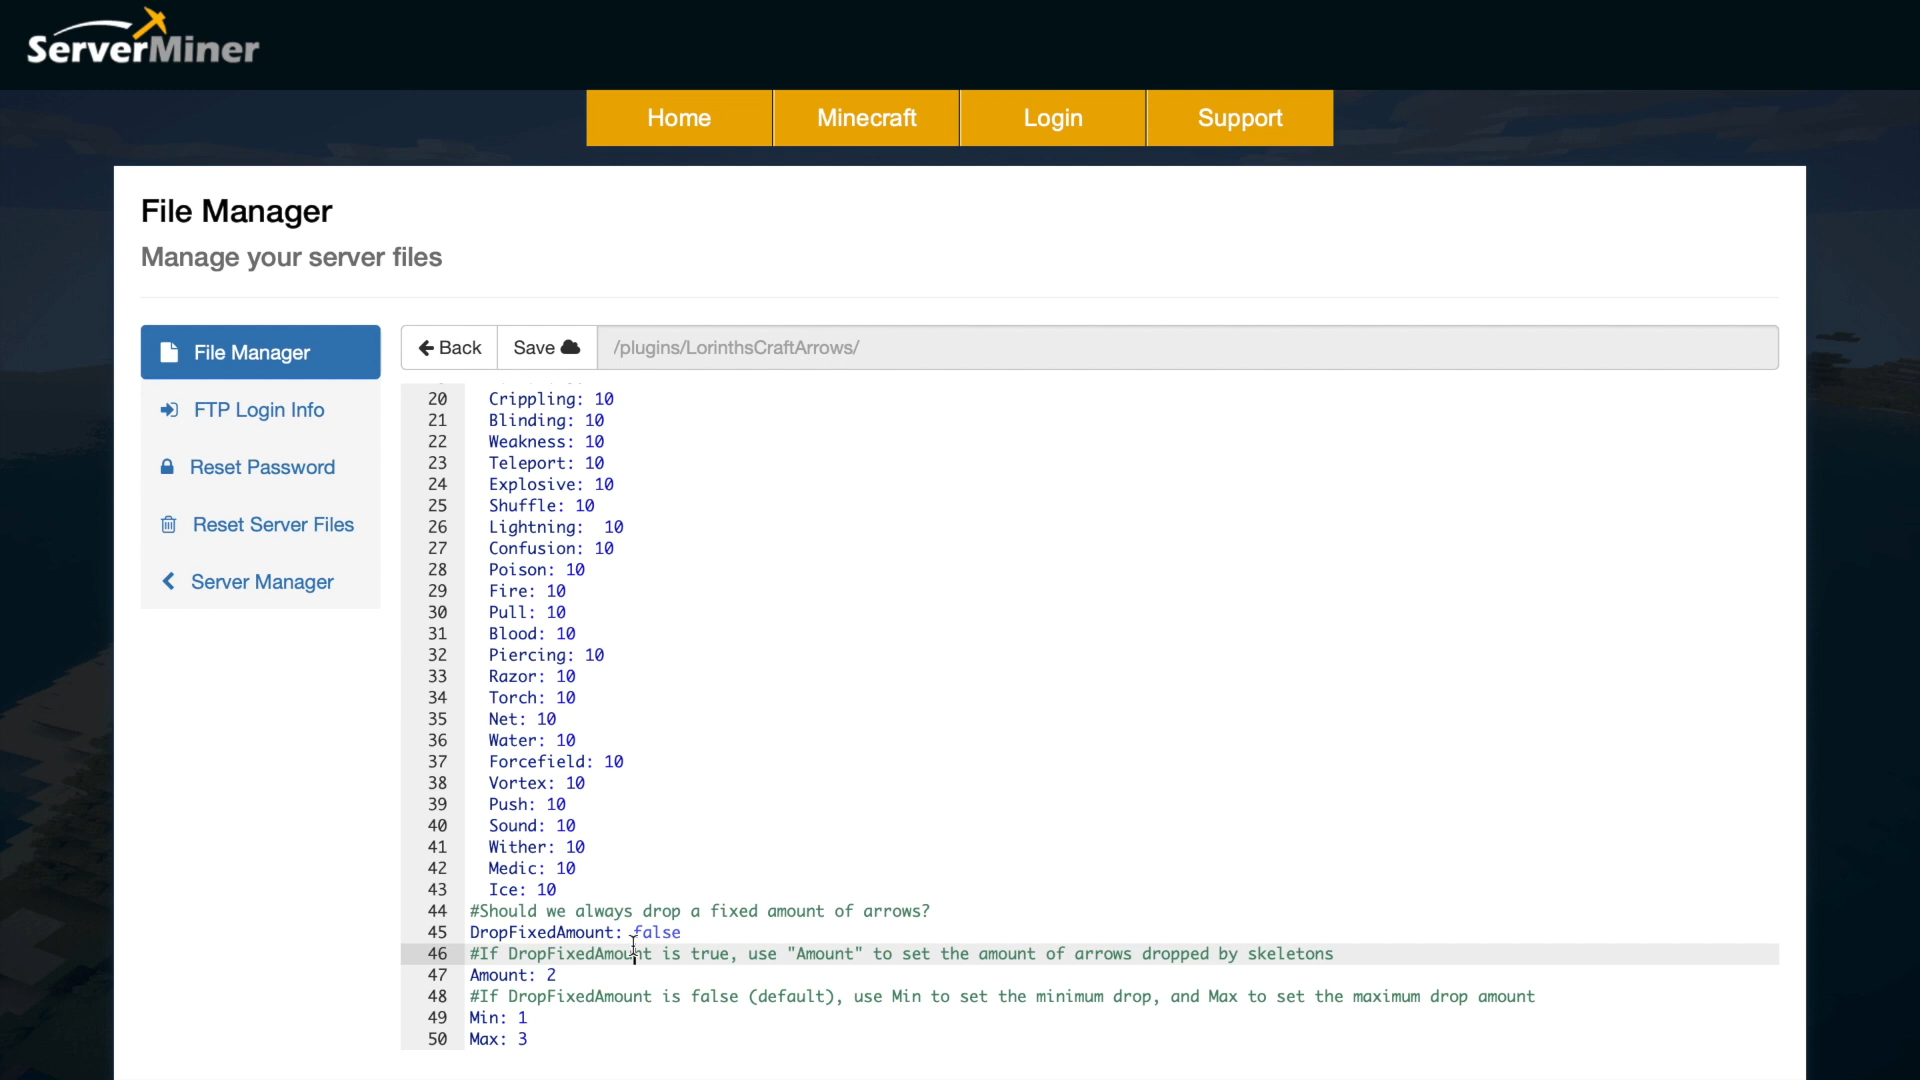 ServerMiner
Home Minecraft Login Support
File Manager
Manage your server files
File Manager
FTP Login Info
Reset Password
Reset Server Files
Server Manager
Back Save /plugins/LorinthsCraftArrows/
20 Crippling: 10
21 Blinding: 10
22 Weakness: 10
23 Teleport: 10
24 Explosive: 10
25 Shuffle: 10
26 Lightning:  10
27 Confusion: 10
28 Poison: 10
29 Fire: 10
30 Pull: 10
31 Blood: 10
32 Piercing: 10
33 Razor: 10
34 Torch: 10
35 Net: 10
36 Water: 10
37 Forcefield: 10
38 Vortex: 10
39 Push: 10
40 Sound: 10
41 Wither: 10
42 Medic: 10
43 Ice: 10
44 #Should we always drop a fixed amount of arrows?
45 DropFixedAmount: false
46 #If DropFixedAmount is true, use "Amount" to set the amount of arrows dropped by skeletons
47 Amount: 2
48 #If DropFixedAmount is false (default), use Min to set the minimum drop, and Max to set the maximum drop amount
49 Min: 1
50 Max: 3